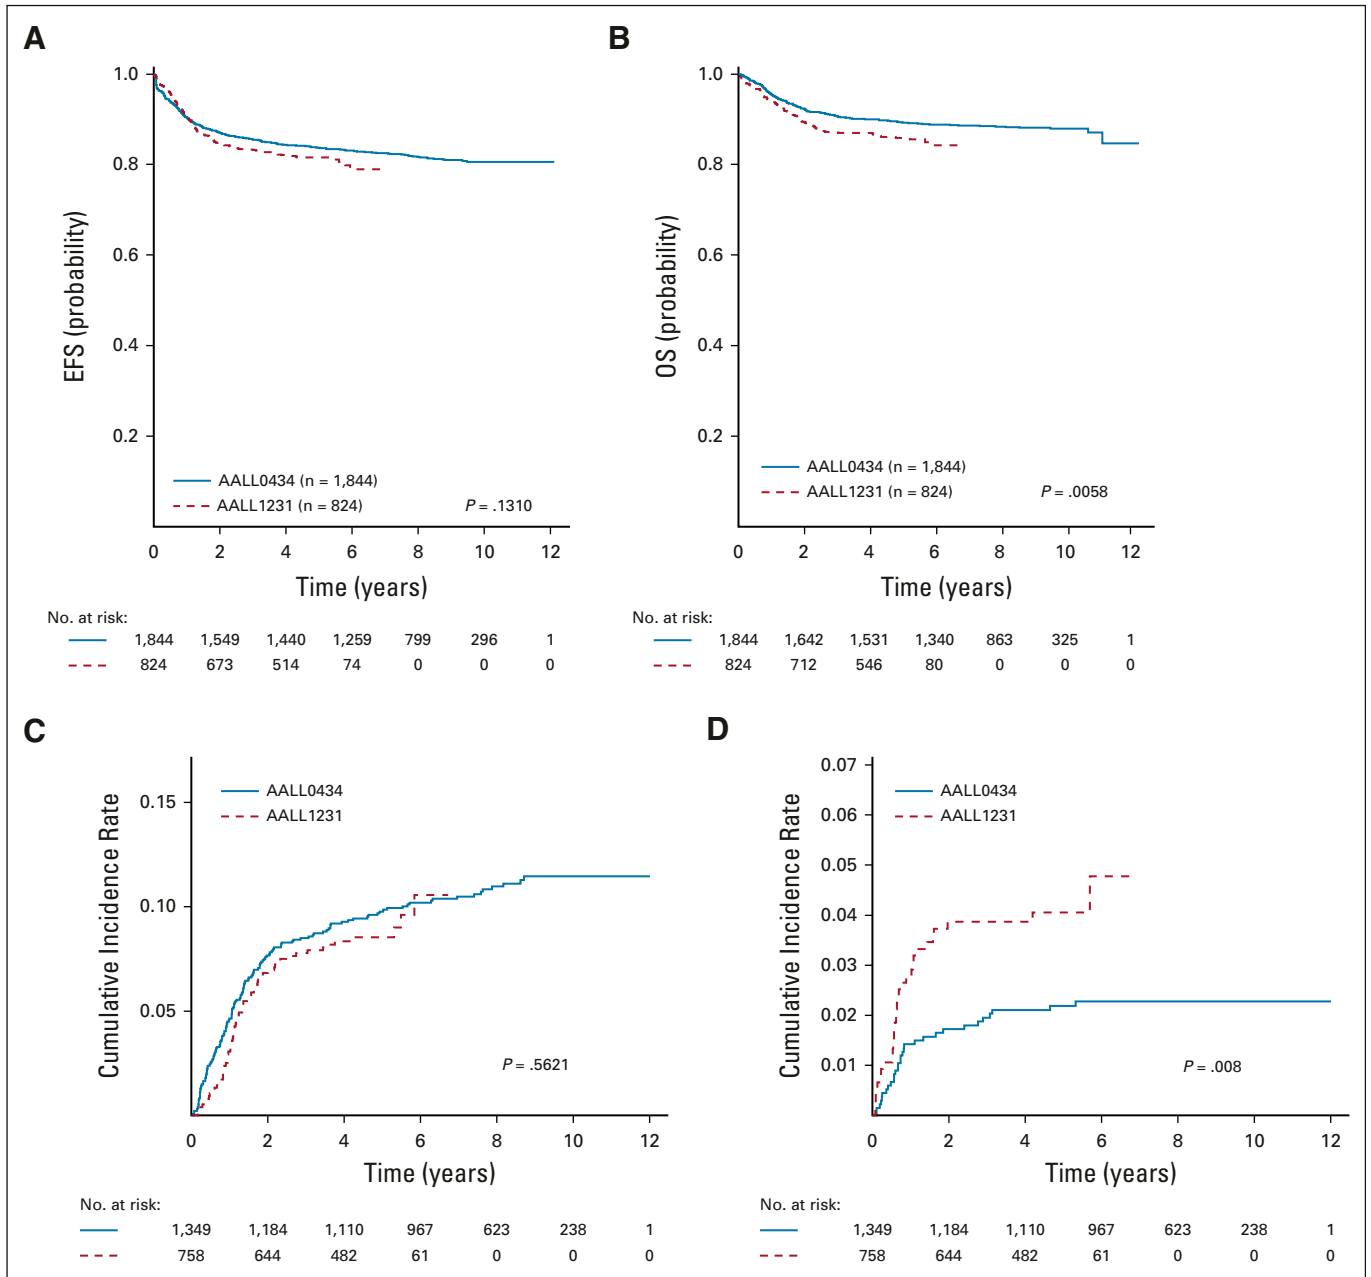 A
1.0
0.8
0.6
0.4
0.2
EFS (probability)
AALL0434 (n = 1,844)
AALL1231 (n = 824)
P = .1310
0 2 4 6 8 10 12
Time (years)
No. at risk:
1,844 1,549 1,440 1,259 799 296 1
824 673 514 74 0 0 0
B
1.0
0.8
0.6
0.4
0.2
OS (probability)
AALL0434 (n = 1,844)
AALL1231 (n = 824)
P = .0058
0 2 4 6 8 10 12
Time (years)
No. at risk:
1,844 1,642 1,531 1,340 863 325 1
824 712 546 80 0 0 0
C
0.15
0.10
0.05
Cumulative Incidence Rate
AALL0434
AALL1231
P = .5621
0 2 4 6 8 10 12
Time (years)
No. at risk:
1,349 1,184 1,110 967 623 238 1
758 644 482 61 0 0 0
D
0.07
0.06
0.05
0.04
0.03
0.02
0.01
Cumulative Incidence Rate
AALL0434
AALL1231
P = .008
0 2 4 6 8 10 12
Time (years)
No. at risk:
1,349 1,184 1,110 967 623 238 1
758 644 482 61 0 0 0